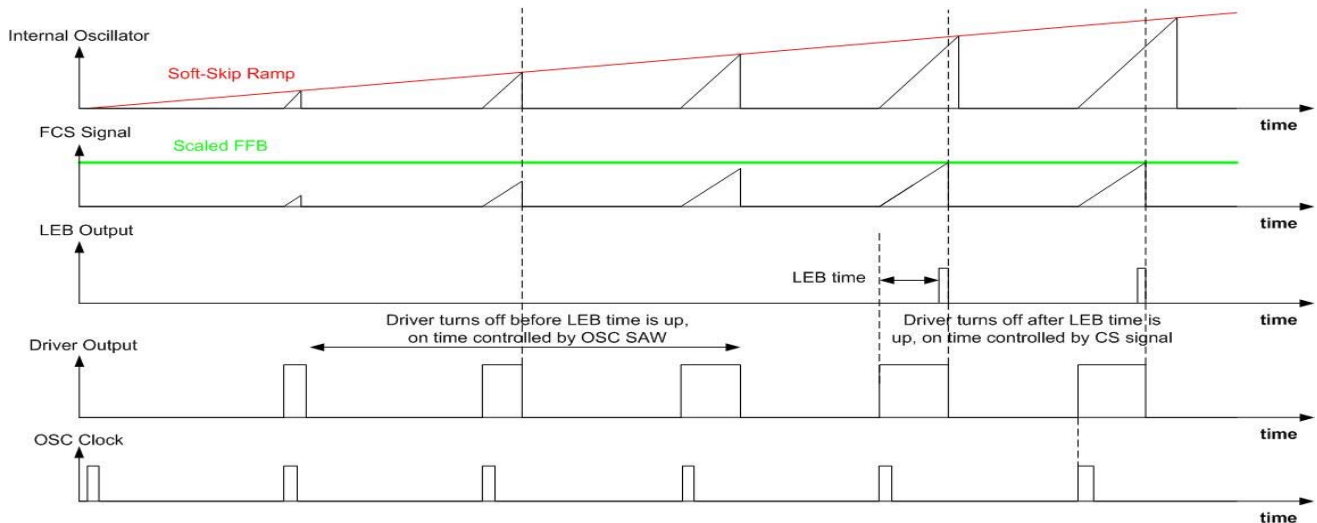 Internal Oscillator
Soft-Skip Ramp
time
FCS Signal
Scaled FFB
time
LEB Output
LEB time
time
Driver turns off before LEB time is up,
on time controlled by OSC SAW
Driver turns off after LEB time is
up, on time controlled by CS signal
Driver Output
time
OSC Clock
time